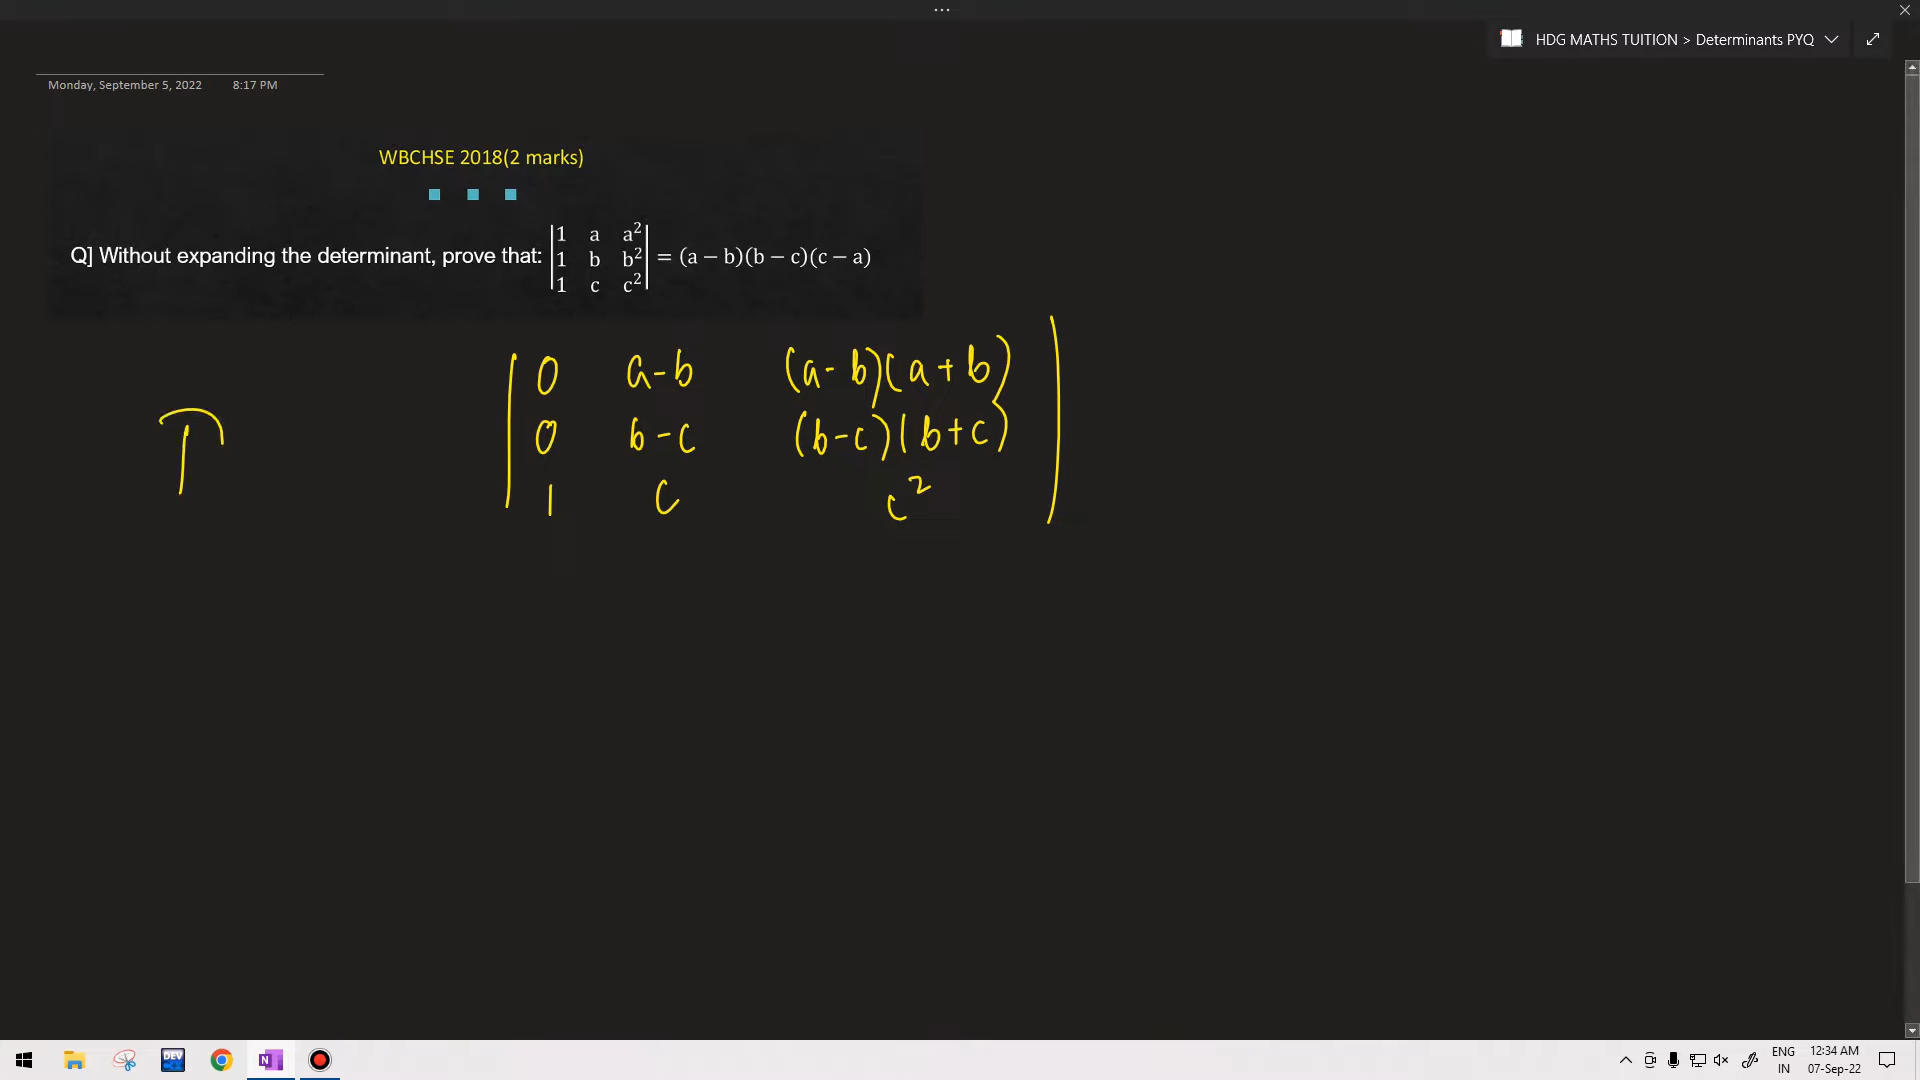 ...
HDG MATHS TUITION > Determinants PYQ
Monday, September 5, 2022 8:17 PM
WBCHSE 2018(2 marks)
Q] Without expanding the determinant, prove that: |1 a a² = (a − b)(b − c)(c − a)
1 b b²
1 c c²|
| 0 a-b (a-b)(a+b)
0 b-c (b-c)(b+c)
1 c c² |
DEV
N
ENG 12:34 AM
IN 07-Sep-22